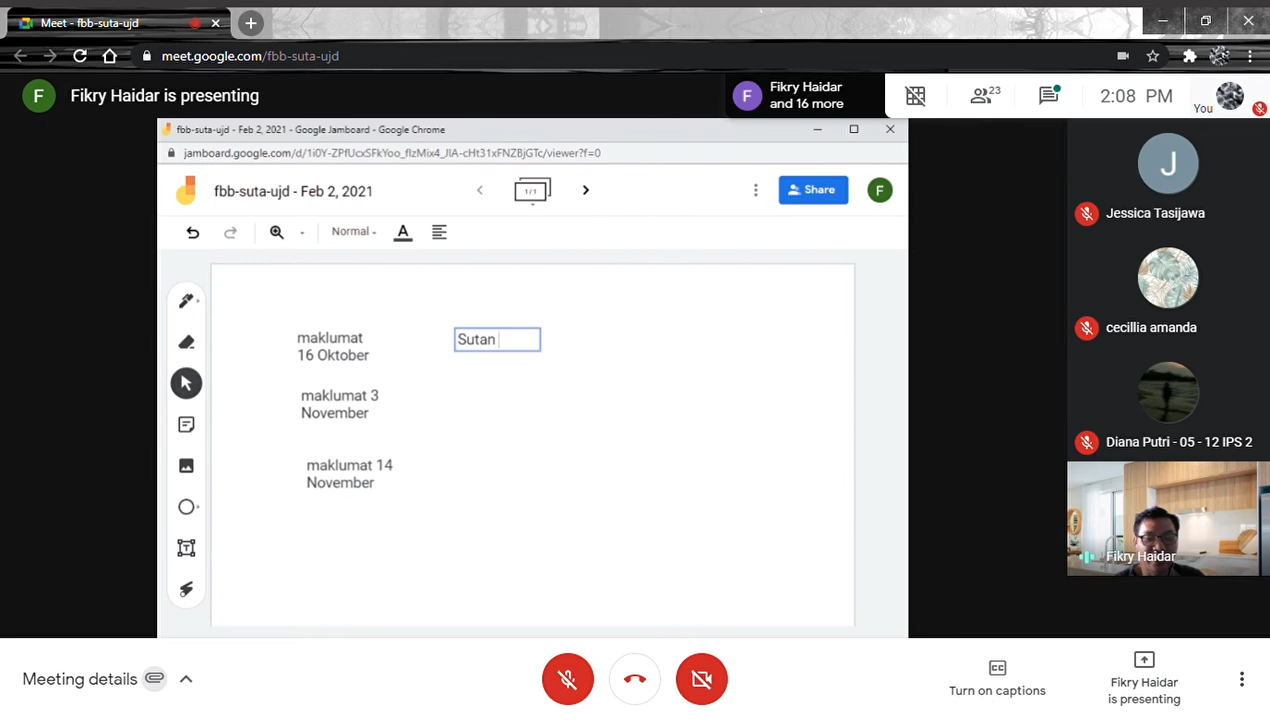 Meet - fbb-suta-ujd
meet.google.com/fbb-suta-ujd
F
Fikry Haidar is presenting
F
Fikry Haidar
and 16 more
23
2:08 PM
You
fbb-suta-ujd - Feb 2, 2021 - Google Jamboard - Google Chrome
jamboard.google.com/d/1i0Y-ZPfUcxSFkYoo_fIzMix4_JIA-cHt31xFNZBjGTc/viewer?f=0
fbb-suta-ujd - Feb 2, 2021
1/1
Share
F
Normal
A
maklumat
16 Oktober
Sutan
maklumat 3
November
maklumat 14
November
T
J
Jessica Tasijawa
cecillia amanda
Diana Putri - 05 - 12 IPS 2
Fikry Haidar
Meeting details
CC
Turn on captions
Fikry Haidar
is presenting